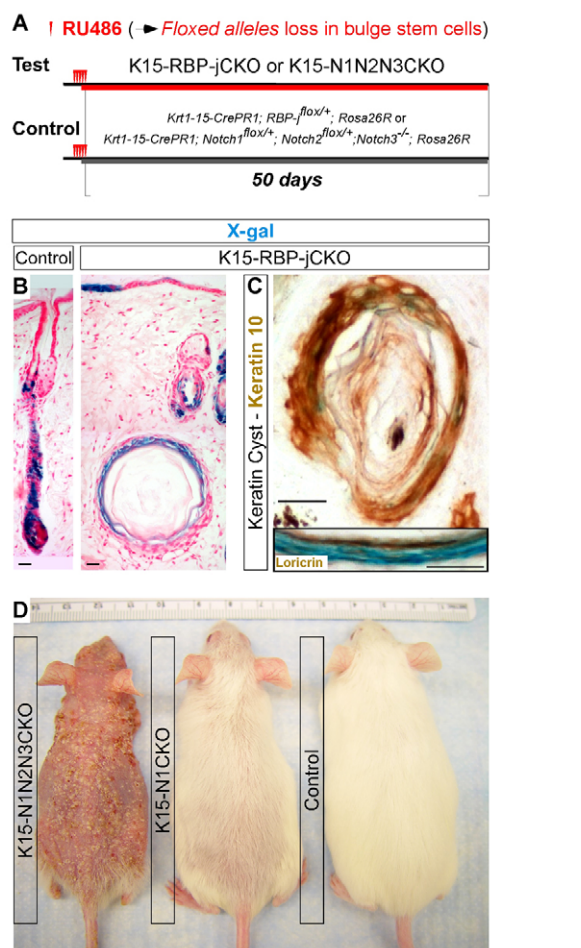 A
RU486 (→ Floxed alleles loss in bulge stem cells)
Test
K15-RBP-jCKO or K15-N1N2N3CKO
Control
Krt1-15-CrePR1; RBP-jflox/+; Rosa26R or
Krt1-15-CrePR1; Notch1flox/+; Notch2flox/+;Notch3-/-; Rosa26R
50 days
X-gal
Control
K15-RBP-jCKO
B
C
Keratin Cyst - Keratin 10
Loricrin
D
K15-N1N2N3CKO
K15-N1CKO
Control